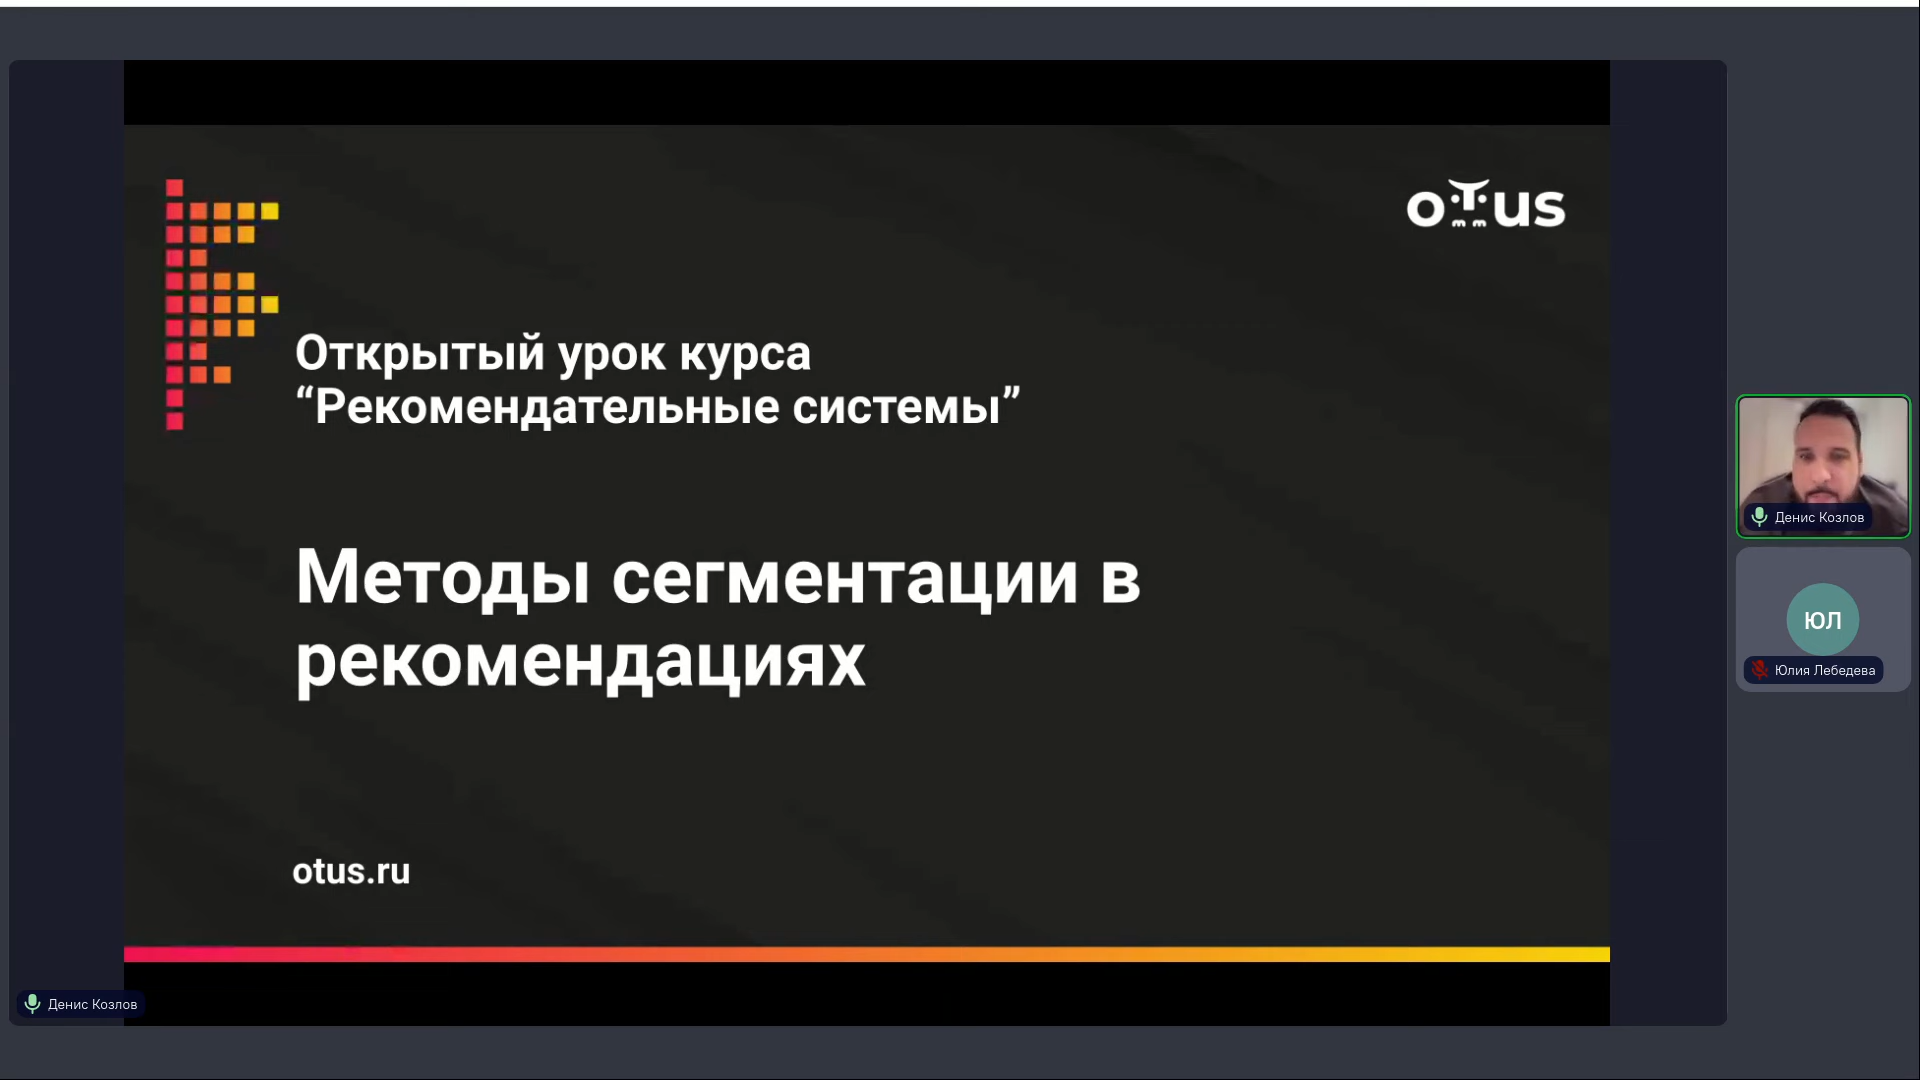 otus
Открытый урок курса
“Рекомендательные системы”
Методы сегментации в
рекомендациях
otus.ru
Денис Козлов
Денис Козлов
ЮЛ
Юлия Лебедева